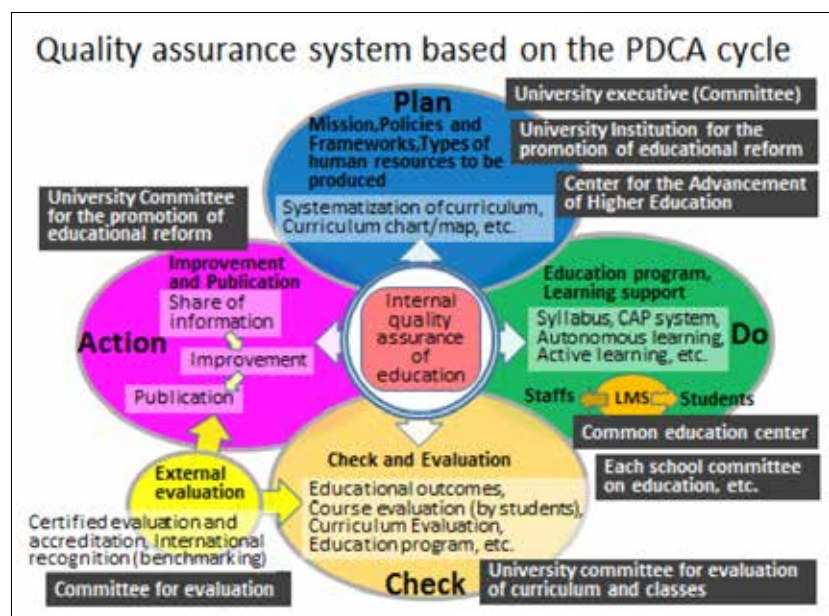 Quality assurance system based on the PDCA cycle
Plan
Mission,Policies and
Frameworks,Types of
human resources to be
produced
Systematization of curriculum,
Curriculum chart/map, etc.
University executive (Committee)
University Institution for the
promotion of educational reform
Center for the Advancement
of Higher Education
University Committee
for the promotion of
educational reform
Improvement
and Publication
Share of
information
Improvement
Publication
Action
Internal
quality
assurance
of
education
Education program,
Learning support
Syllabus, CAP system,
Autonomous learning,
Active learning, etc.
Do
Staffs LMS Students
Common education center
Each school committee
on education, etc.
External
evaluation
Certified evaluation and
accreditation, International
recognition (benchmarking)
Committee for evaluation
Check and Evaluation
Educational outcomes,
Course evaluation (by students),
Curriculum Evaluation,
Education program, etc.
Check
University committee for evaluation
of curriculum and classes